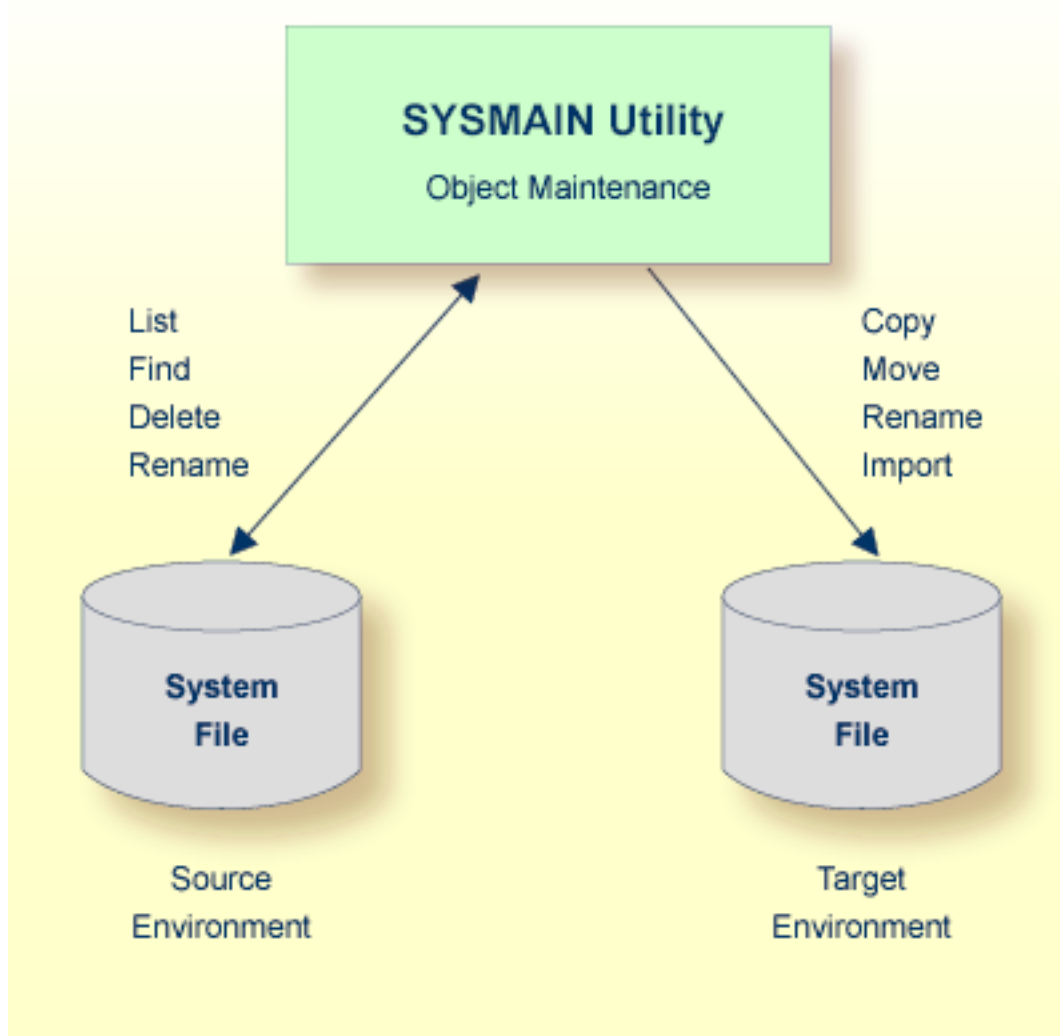 SYSMAIN Utility
Object Maintenance
List
Find
Delete
Rename
Copy
Move
Rename
Import
System
File
System
File
Source
Environment
Target
Environment